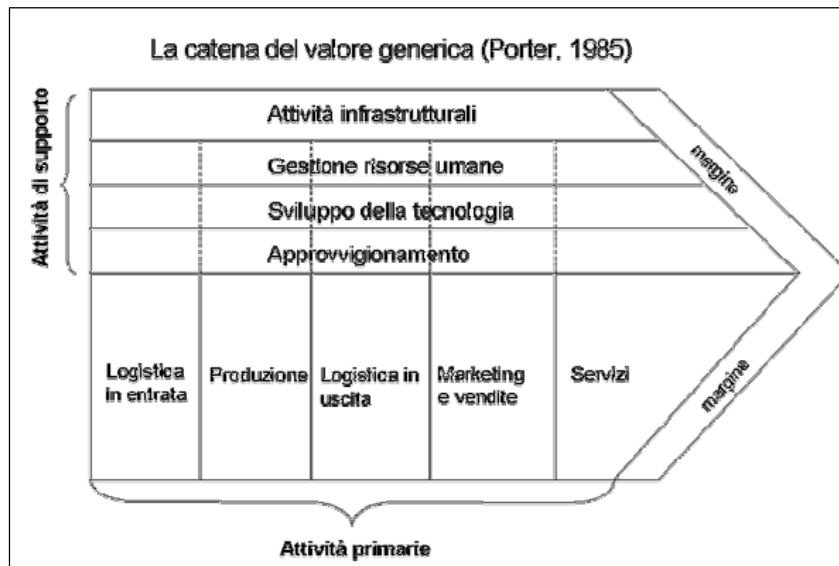 La catena del valore generica (Porter, 1985)
Attività di supporto
Attività infrastrutturali
Gestione risorse umane
Sviluppo della tecnologia
Approvvigionamento
margine
Logistica
in entrata
Produzione
Logistica in
uscita
Marketing
e vendite
Servizi
margine
Attività primarie